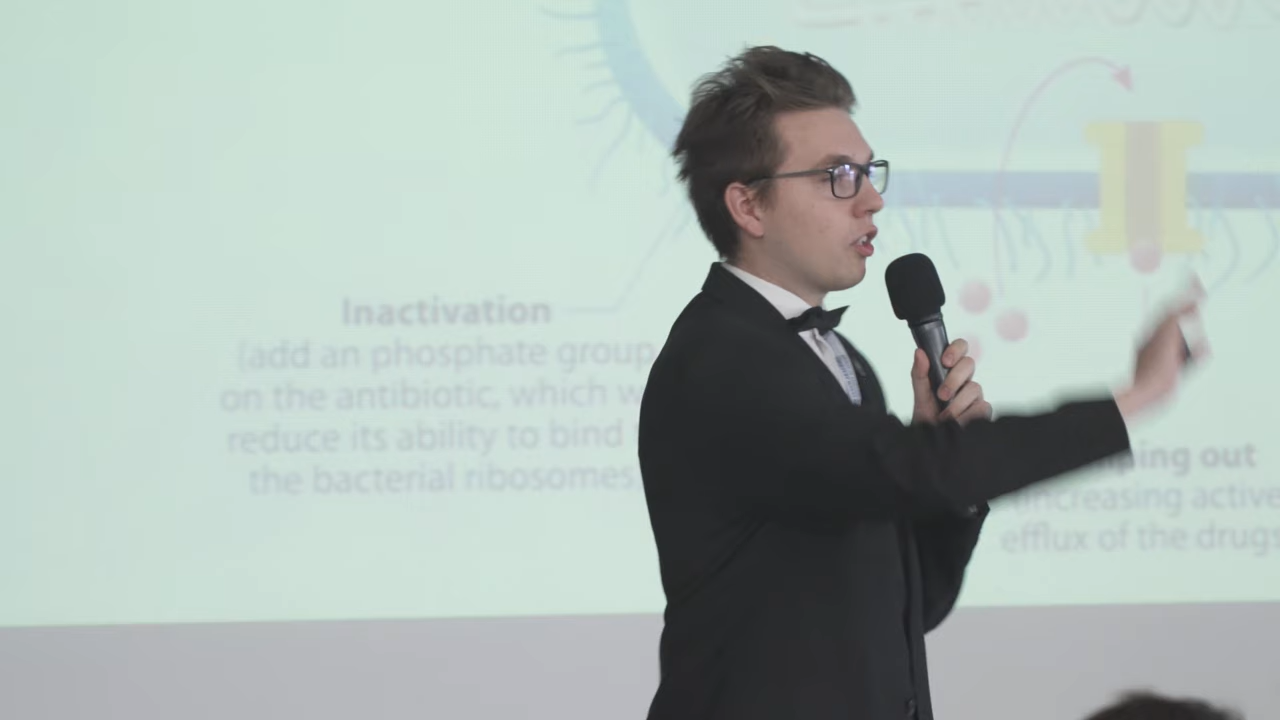 Inactivation
(add an phosphate group
on the antibiotic, which
reduce its ability to bind
the bacterial ribosomes
out
increasing active
efflux of the drugs